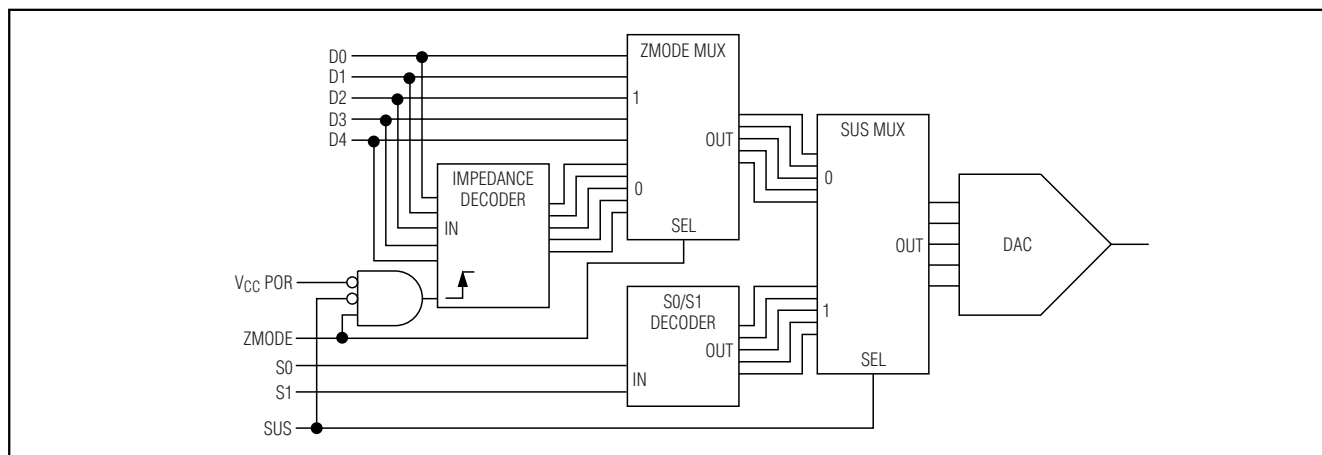 D0
D1
D2
D3
D4
ZMODE MUX
1
OUT
0
SEL
IMPEDANCE
DECODER
IN
VCC POR
ZMODE
S0
S1
SUS
S0/S1
DECODER
OUT
IN
SUS MUX
0
OUT
1
SEL
DAC